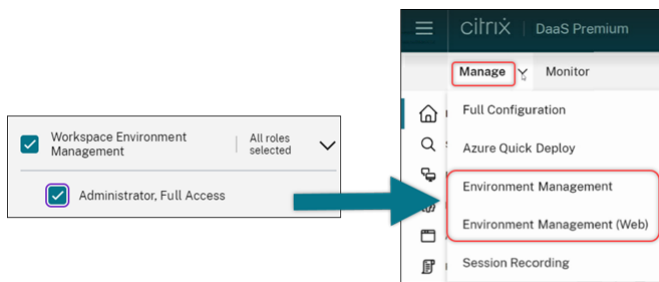 Workspace Environment
Management
All roles
selected
Administrator, Full Access
citrix | DaaS Premium
Manage
Monitor
Full Configuration
Azure Quick Deploy
Environment Management
Environment Management (Web)
Session Recording